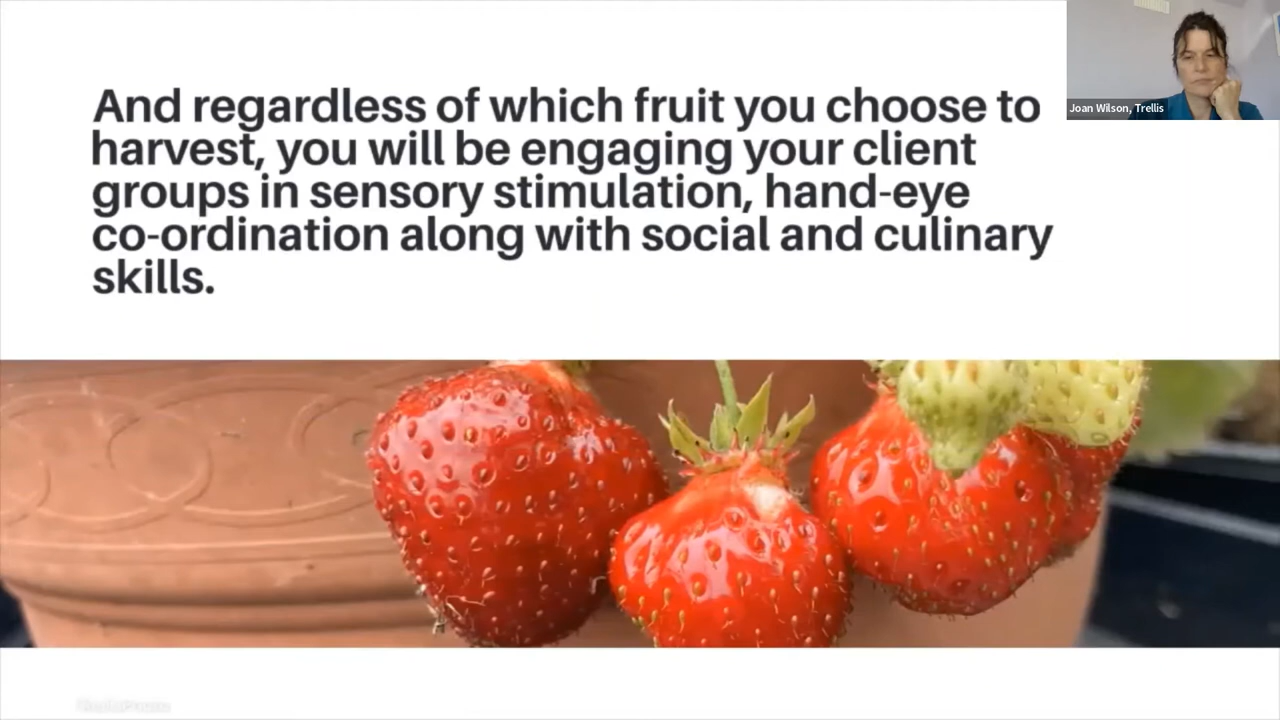 And regardless of which fruit you choose to
harvest, you will be engaging your client
groups in sensory stimulation, hand-eye
co-ordination along with social and culinary
skills.
Joan Wilson, Trellis